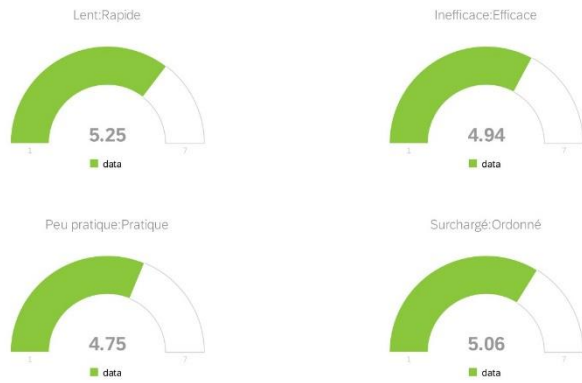 Lent:Rapide
5.25
1
7
data
Inefficace:Efficace
4.94
1
7
data
Peu pratique:Pratique
4.75
1
7
data
Surchargé:Ordonné
5.06
1
7
data